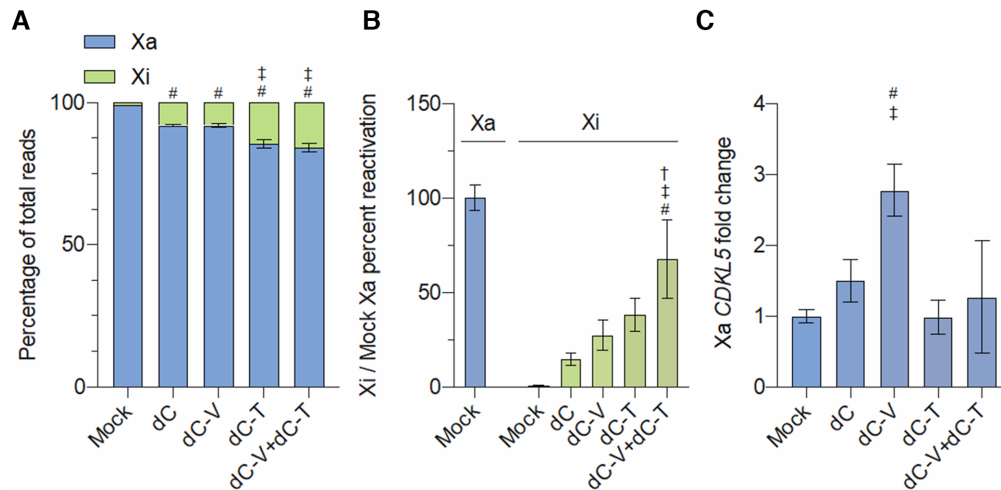 A
Xa
Xi
Percentage of total reads
100
50
0
#
#
‡
#
‡
#
Mock
dC
dC-V
dC-T
dC-V+dC-T
B
Xi / Mock Xa percent reactivation
150
100
50
0
Xa
Xi
†
‡
#
Mock
Mock
dC
dC-V
dC-T
dC-V+dC-T
C
Xa CDKL5 fold change
4
3
2
1
0
#
‡
Mock
dC
dC-V
dC-T
dC-V+dC-T